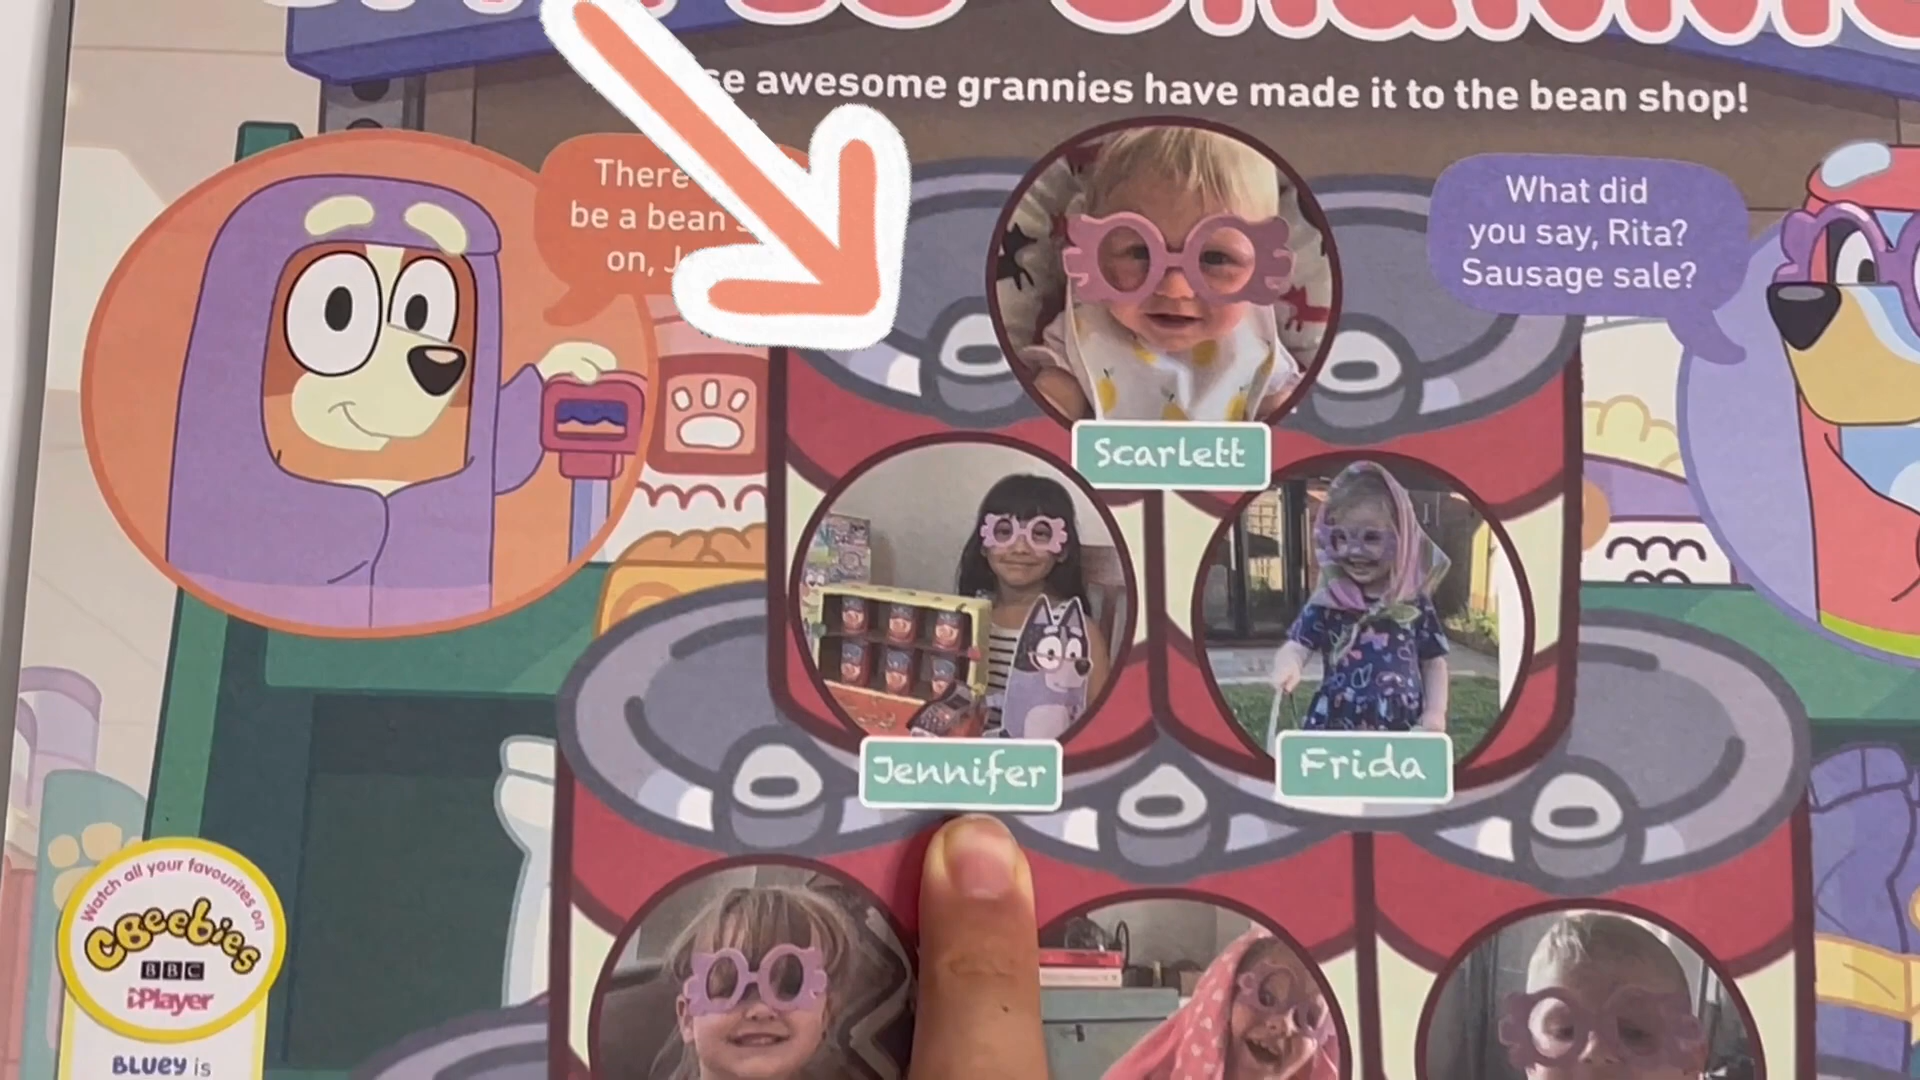 se awesome grannies have made it to the bean shop!
There
be a bean
on,
What did
you say, Rita?
Sausage sale?
Scarlett
Jennifer
Frida
Watch all your favourites on
CBeebies
BBC
iPlayer
BLUEY is